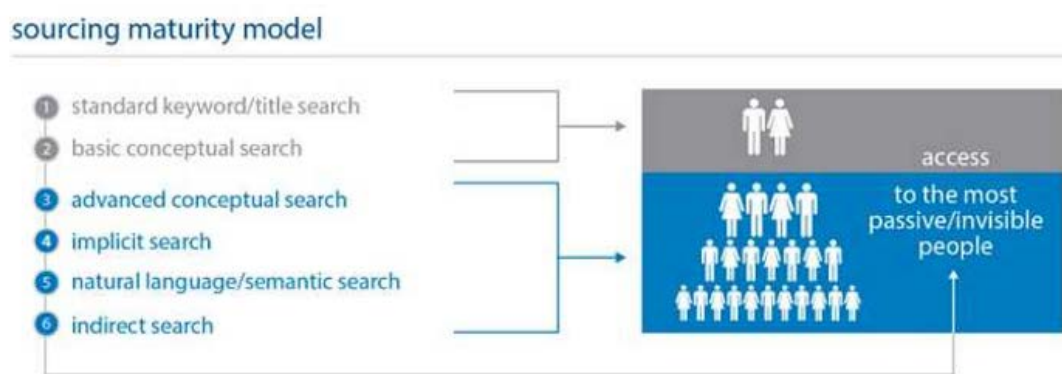 sourcing maturity model
1 standard keyword/title search
2 basic conceptual search
3 advanced conceptual search
4 implicit search
5 natural language/semantic search
6 indirect search
access
to the most
passive/invisible
people